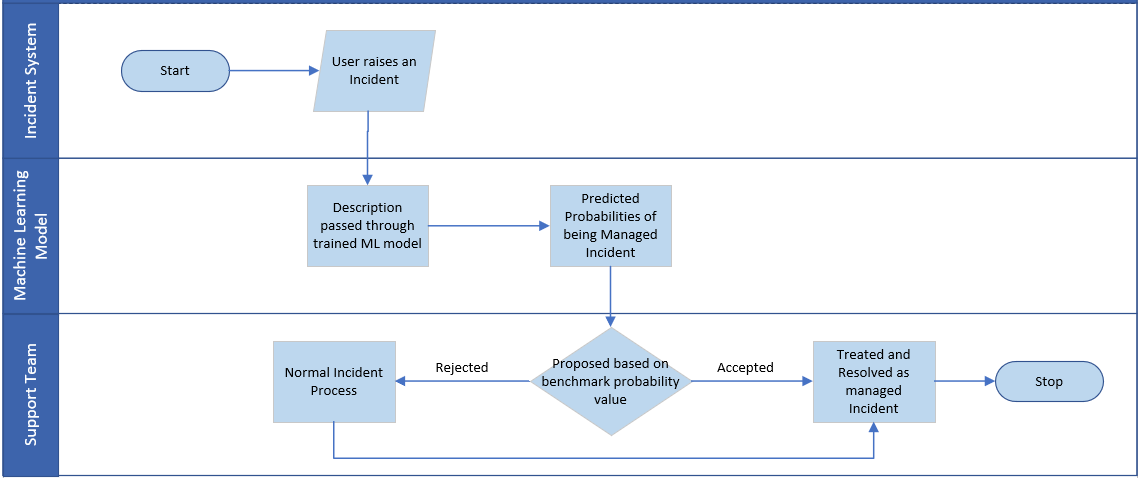 Incident System
Start
User raises an
Incident
Machine Learning
Model
Description
passed through
trained ML model
Predicted
Probabilities of
being Managed
Incident
Support Team
Normal Incident
Process
Rejected
Proposed based on
benchmark probability
value
Accepted
Treated and
Resolved as
managed
Incident
Stop